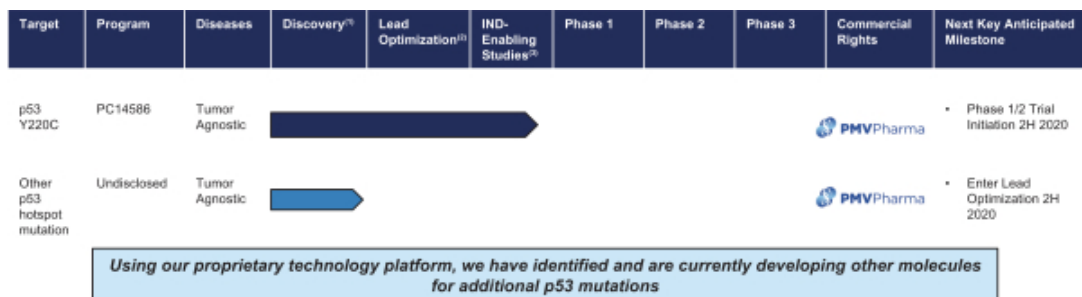 Target Program Diseases Discovery(1) Lead Optimization(2) IND-Enabling Studies(3) Phase 1 Phase 2 Phase 3 Commercial Rights Next Key Anticipated Milestone
p53 Y220C PC14586 Tumor Agnostic PMVPharma • Phase 1/2 Trial Initiation 2H 2020
Other p53 hotspot mutation Undisclosed Tumor Agnostic PMVPharma • Enter Lead Optimization 2H 2020
Using our proprietary technology platform, we have identified and are currently developing other molecules
for additional p53 mutations